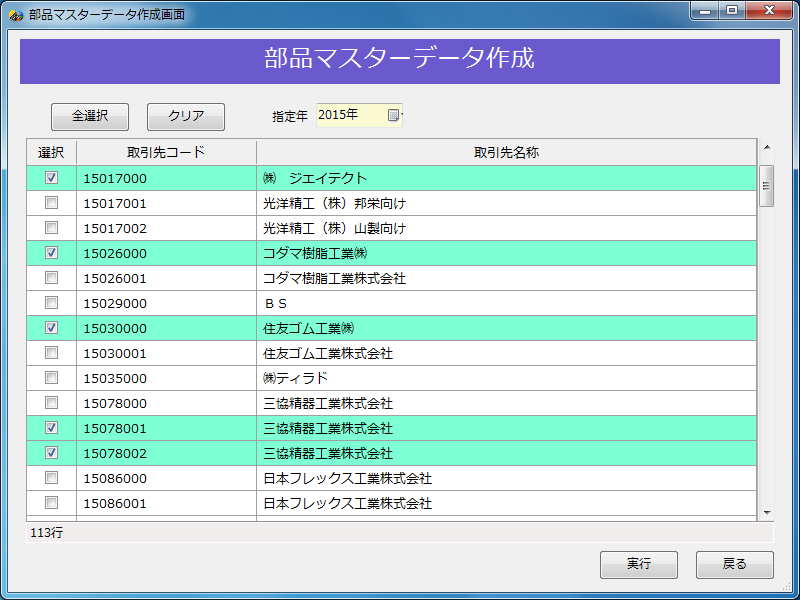 部品マスターデータ作成画面
部品マスターデータ作成
全選択 クリア 指定年 2015年
選択 取引先コード 取引先名称
15017000 ㈱　ジエイテクト
15017001 光洋精工（株）邦栄向け
15017002 光洋精工（株）山製向け
15026000 コダマ樹脂工業㈱
15026001 コダマ樹脂工業株式会社
15029000 ＢＳ
15030000 住友ゴム工業㈱
15030001 住友ゴム工業株式会社
15035000 ㈱ティラド
15078000 三協精器工業株式会社
15078001 三協精器工業株式会社
15078002 三協精器工業株式会社
15086000 日本フレックス工業株式会社
15086001 日本フレックス工業株式会社
113行
実行 戻る